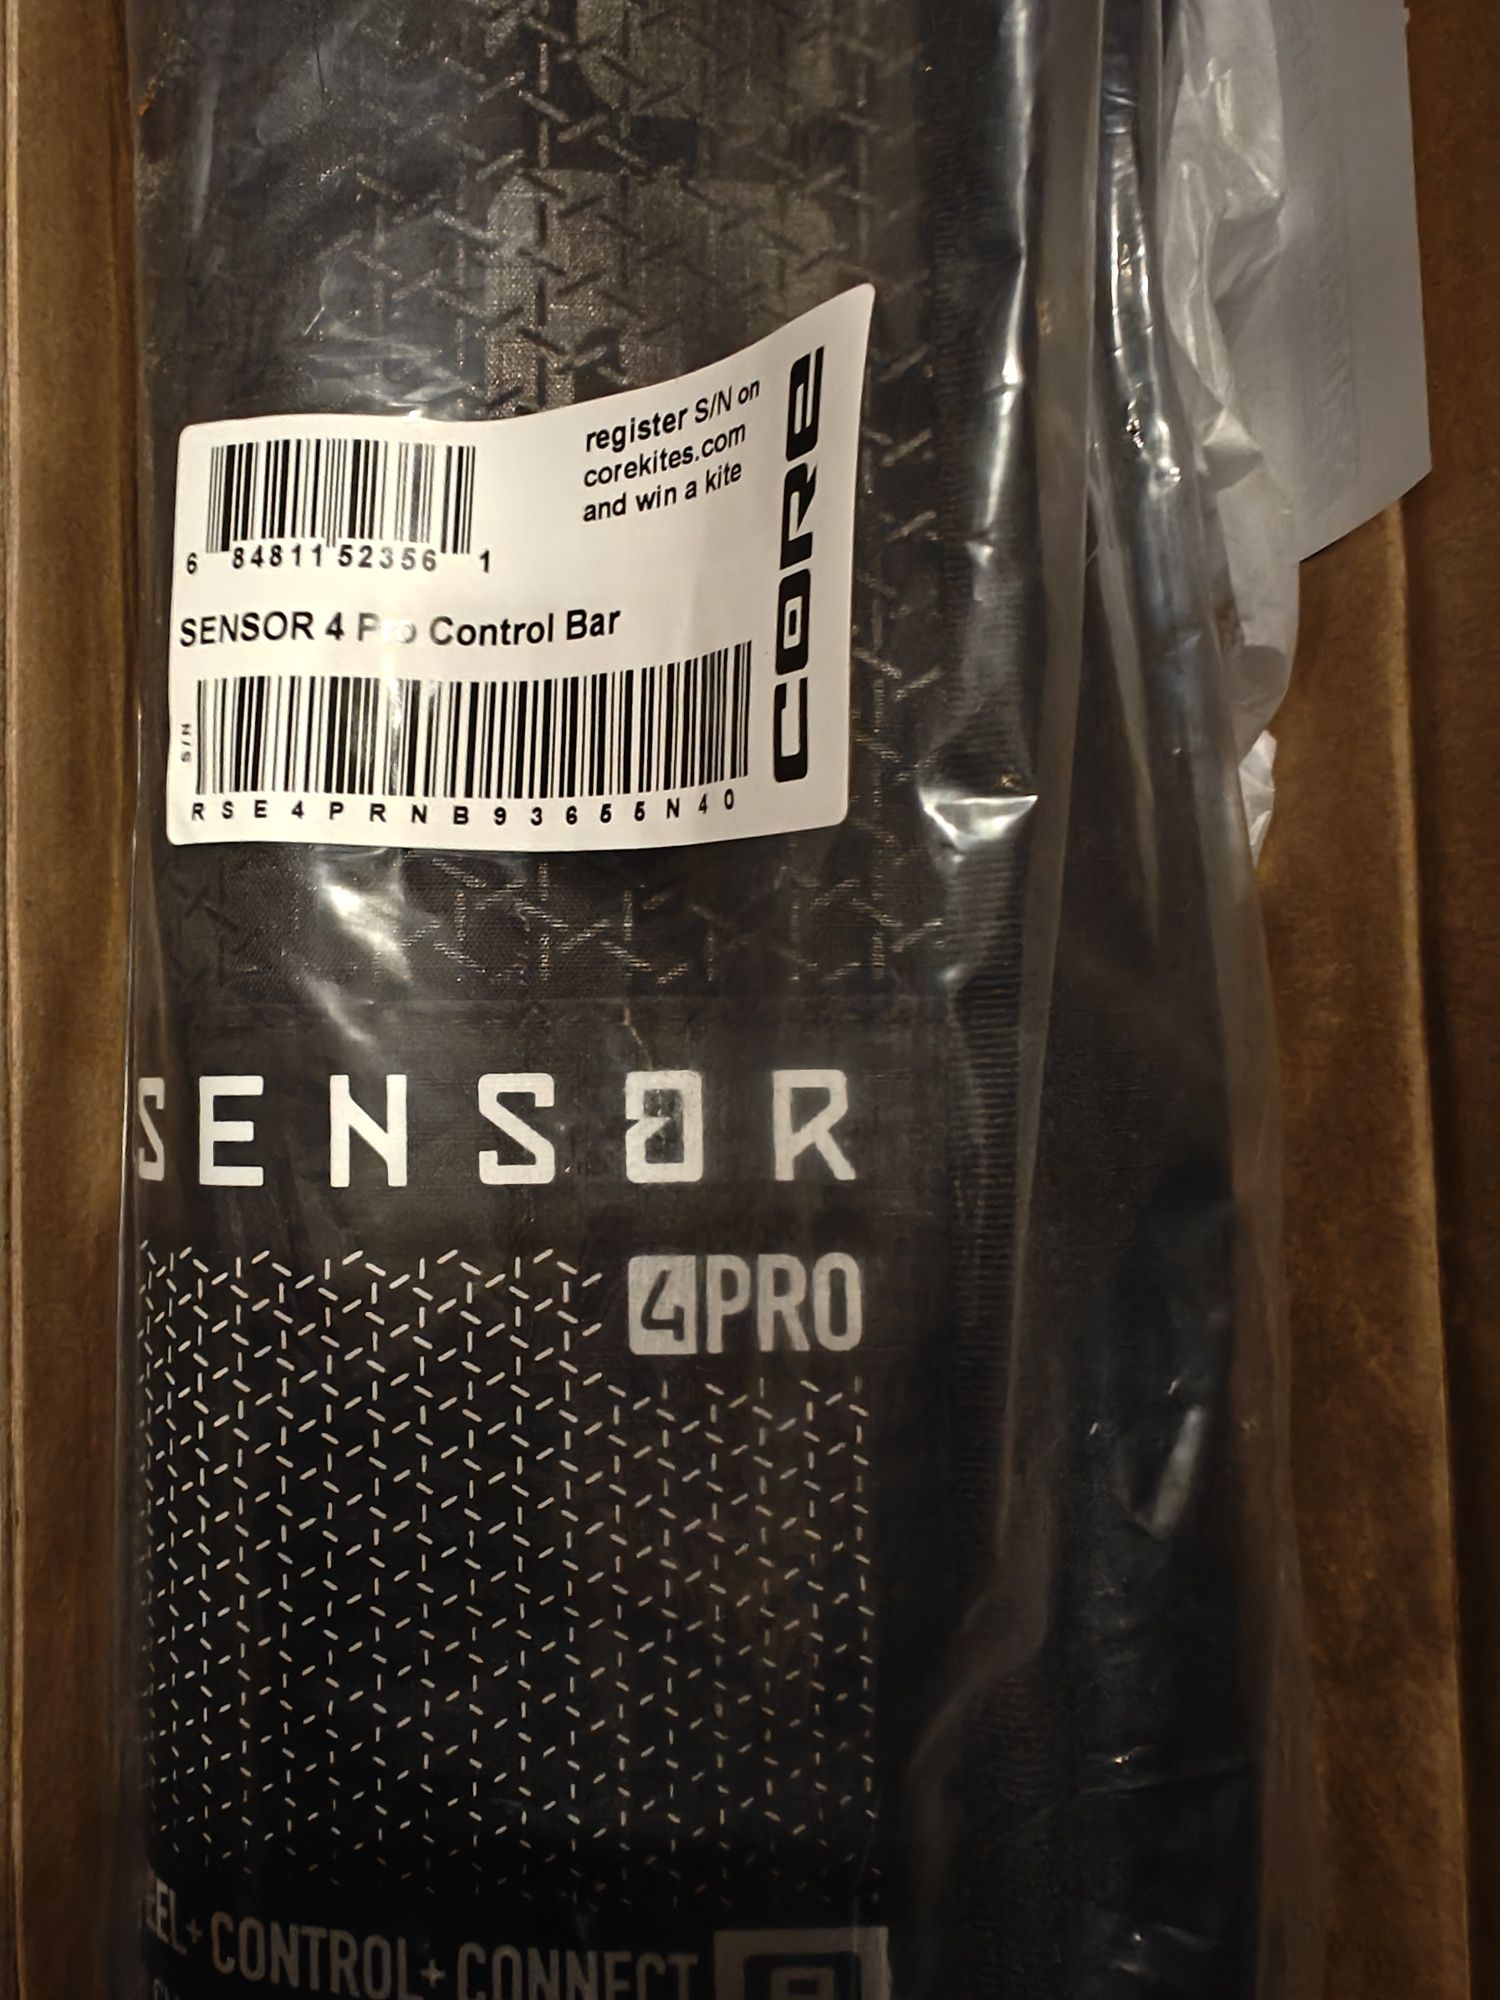 register S/N on
corekites.com
and win a kite
CORE
6 84811 52356 1
SENSOR 4 Pro Control Bar
S/N
RSE4PRNB93655N40
SENSOR
4PRO
CONTROL+CONNECT